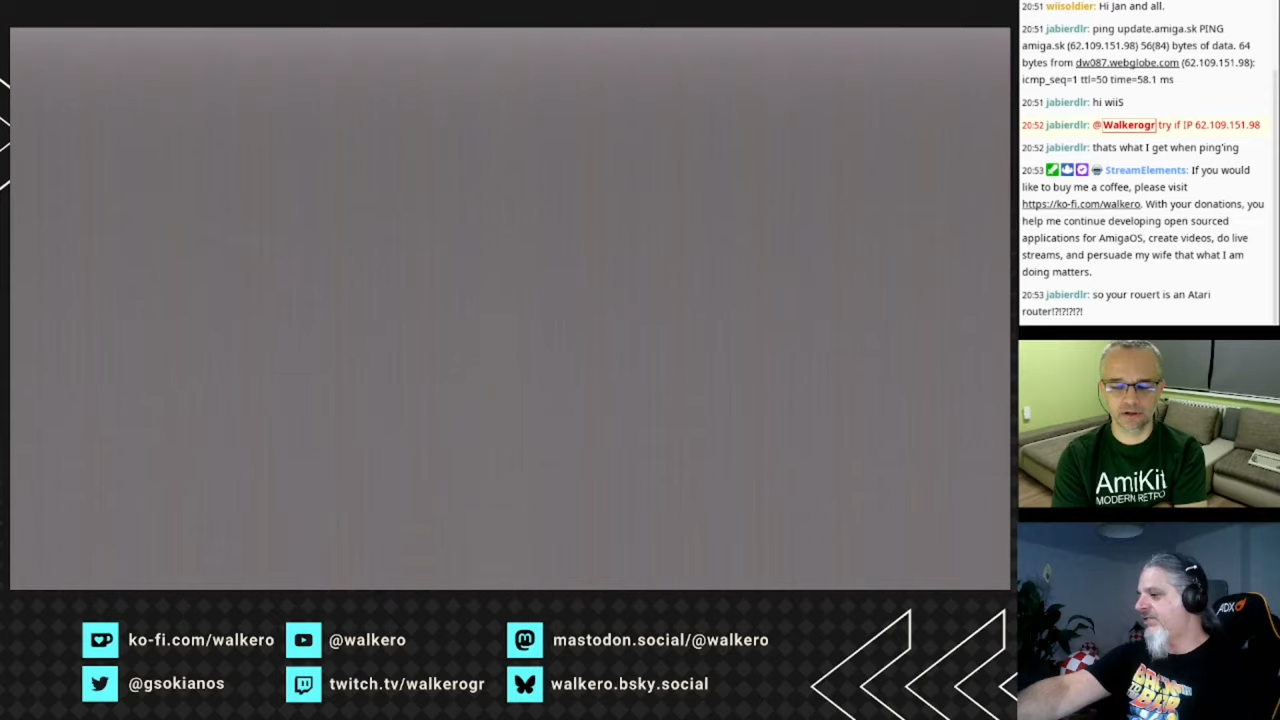 20:51 wiisoldier: Hi Jan and all.
20:51 jabierdlr: ping update.amiga.sk PING
amiga.sk (62.109.151.98) 56(84) bytes of data. 64
bytes from dw087.webglobe.com (62.109.151.98):
icmp_seq=1 ttl=50 time=58.1 ms
20:51 jabierdlr: hi wiiS
20:52 jabierdlr: @Walkerogr try if IP 62.109.151.98
20:52 jabierdlr: thats what I get when ping'ing
20:53 StreamElements: If you would
like to buy me a coffee, please visit
https://ko-fi.com/walkero. With your donations, you
help me continue developing open sourced
applications for AmigaOS, create videos, do live
streams, and persuade my wife that what I am
doing matters.
20:53 jabierdlr: so your rouert is an Atari
router!?!?!?!?!
AmiKit
MODERN RETRO
ADX
ko-fi.com/walkero
@walkero
mastodon.social/@walkero
@gsokianos
twitch.tv/walkerogr
walkero.bsky.social